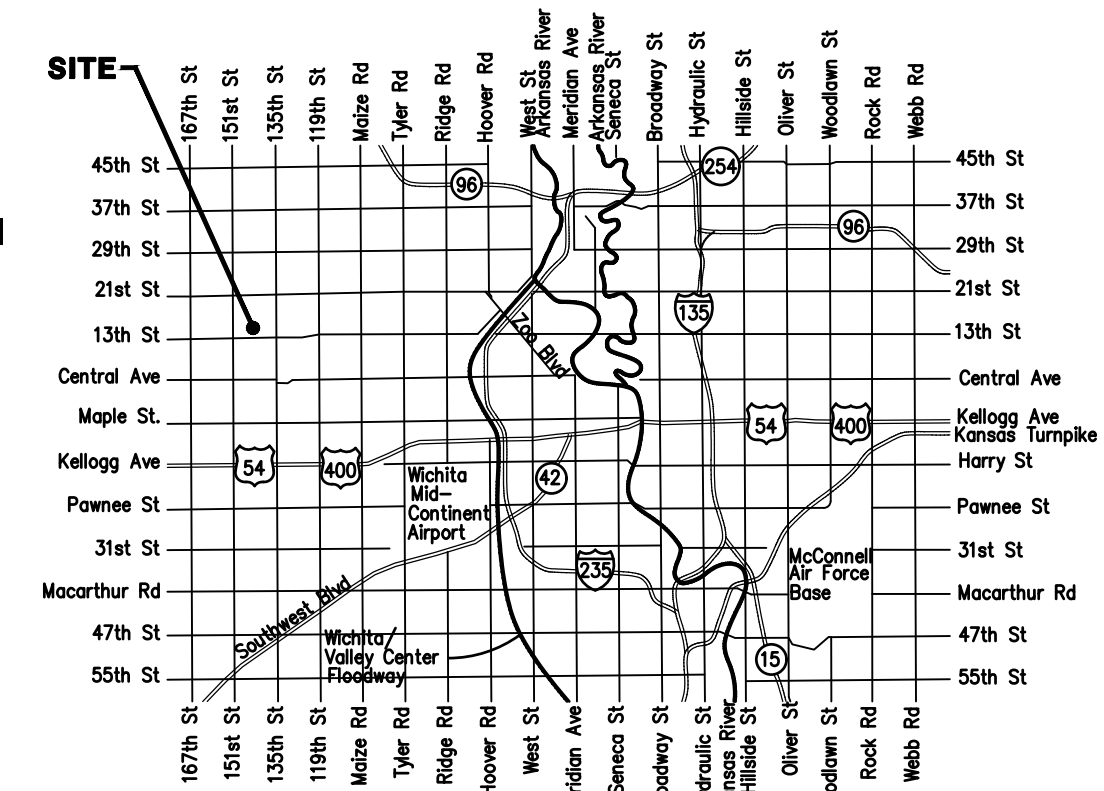 SITE
167th St
151st St
135th St
119th St
Maize Rd
Tyler Rd
Ridge Rd
Hoover Rd
West St
Arkansas River
Meridian Ave
Arkansas River
Seneca St
Broadway St
Hydraulic St
Hillside St
Oliver St
Woodlawn St
Rock Rd
Webb Rd
45th St
254
45th St
96
37th St
37th St
96
29th St
29th St
21st St
21st St
135
13th St
Zoo Blvd
13th St
Central Ave
Central Ave
Maple St.
54
400
Kellogg Ave
Kansas Turnpike
Kellogg Ave
54
400
Harry St
Wichita
Mid-
Continent
Airport
42
Pawnee St
Pawnee St
31st St
31st St
235
McConnell
Air Force
Base
Macarthur Rd
Macarthur Rd
Southwest Blvd
47th St
Wichita/
Valley Center
Floodway
47th St
15
55th St
55th St
167th St
151st St
135th St
119th St
Maize Rd
Tyler Rd
Ridge Rd
Hoover Rd
West St
ridian Ave
Seneca St
oadway St
draulic St
nsas River
Hillside St
Oliver St
odlawn St
Rock Rd
Webb Rd